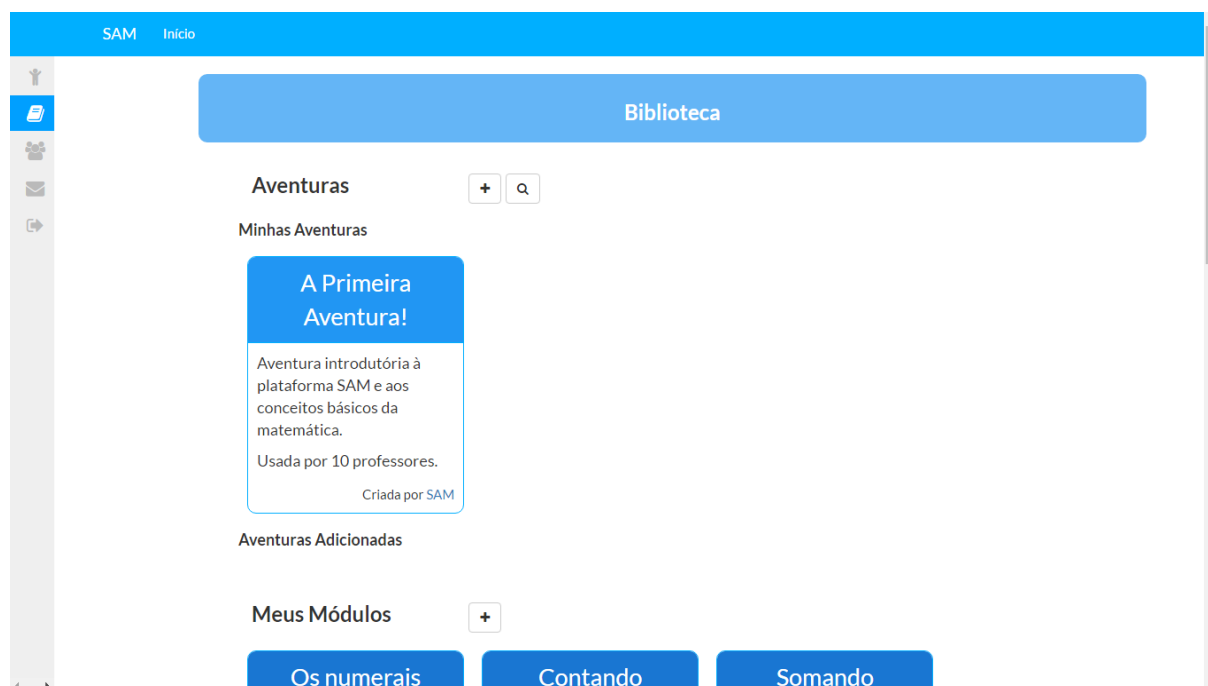 SAM Início
Biblioteca
Aventuras
Minhas Aventuras
A Primeira
Aventura!
Aventura introdutória à
plataforma SAM e aos
conceitos básicos da
matemática.
Usada por 10 professores.
Criada por SAM
Aventuras Adicionadas
Meus Módulos
Os numerais
Contando
Somando